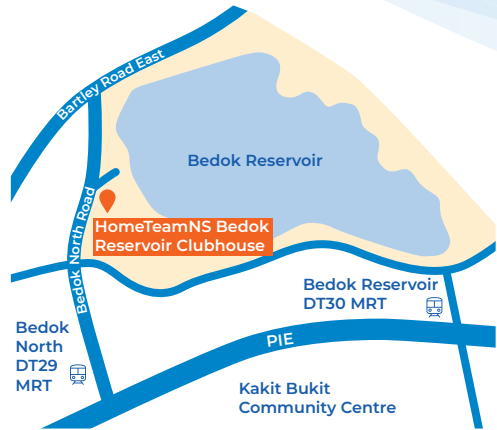 Bartley Road East
Bedok Reservoir
Bedok North Road
HomeTeamNS Bedok
Reservoir Clubhouse
Bedok Reservoir
DT30 MRT
Bedok
North
DT29
MRT
PIE
Kakit Bukit
Community Centre